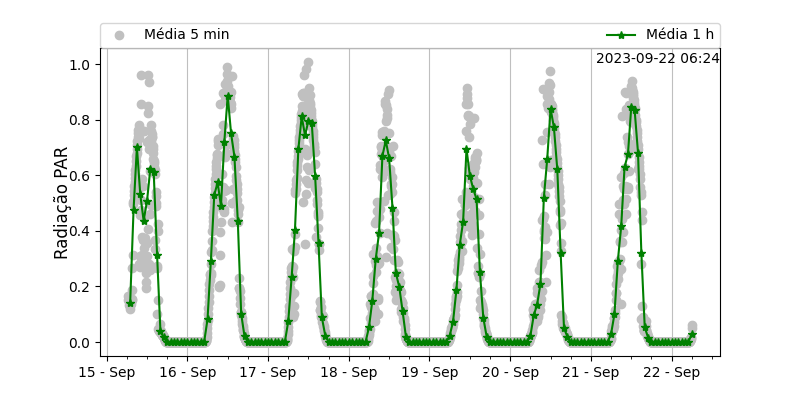 Média 5 min
Média 1 h
2023-09-22 06:24
Radiação PAR
1.0
0.8
0.6
0.4
0.2
0.0
15 - Sep
16 - Sep
17 - Sep
18 - Sep
19 - Sep
20 - Sep
21 - Sep
22 - Sep